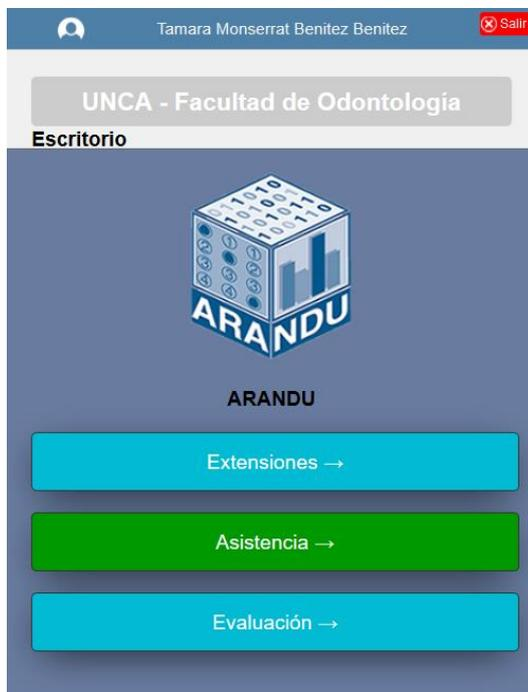 Tamara Monserrat Benitez Benitez
Salir
UNCA - Facultad de Odontología
Escritorio
ARANDU
ARANDU
Extensiones →
Asistencia →
Evaluación →